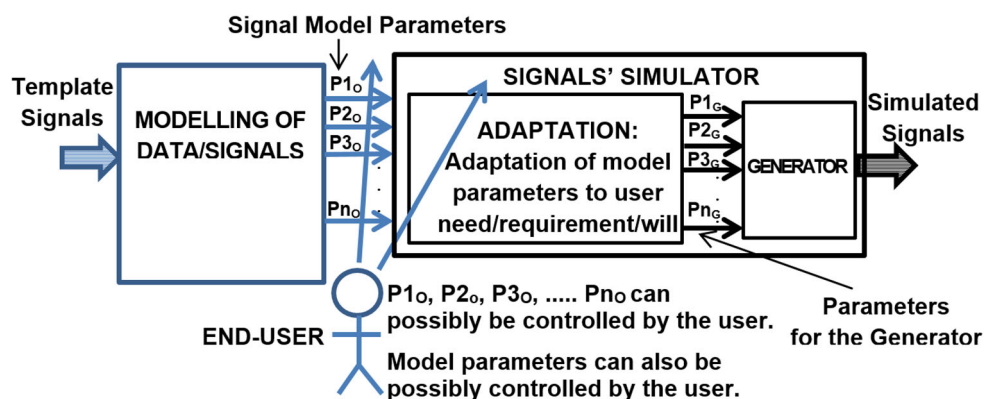 Signal Model Parameters
Template
Signals
MODELLING OF
DATA/SIGNALS
P1O
P2O
P3O
PnO
SIGNALS' SIMULATOR
ADAPTATION:
Adaptation of model
parameters to user
need/requirement/will
P1G
P2G
P3G
PnG
GENERATOR
Simulated
Signals
END-USER
P1O, P2O, P3O, ..... PnO can
possibly be controlled by the user.
Model parameters can also be
possibly controlled by the user.
Parameters
for the Generator